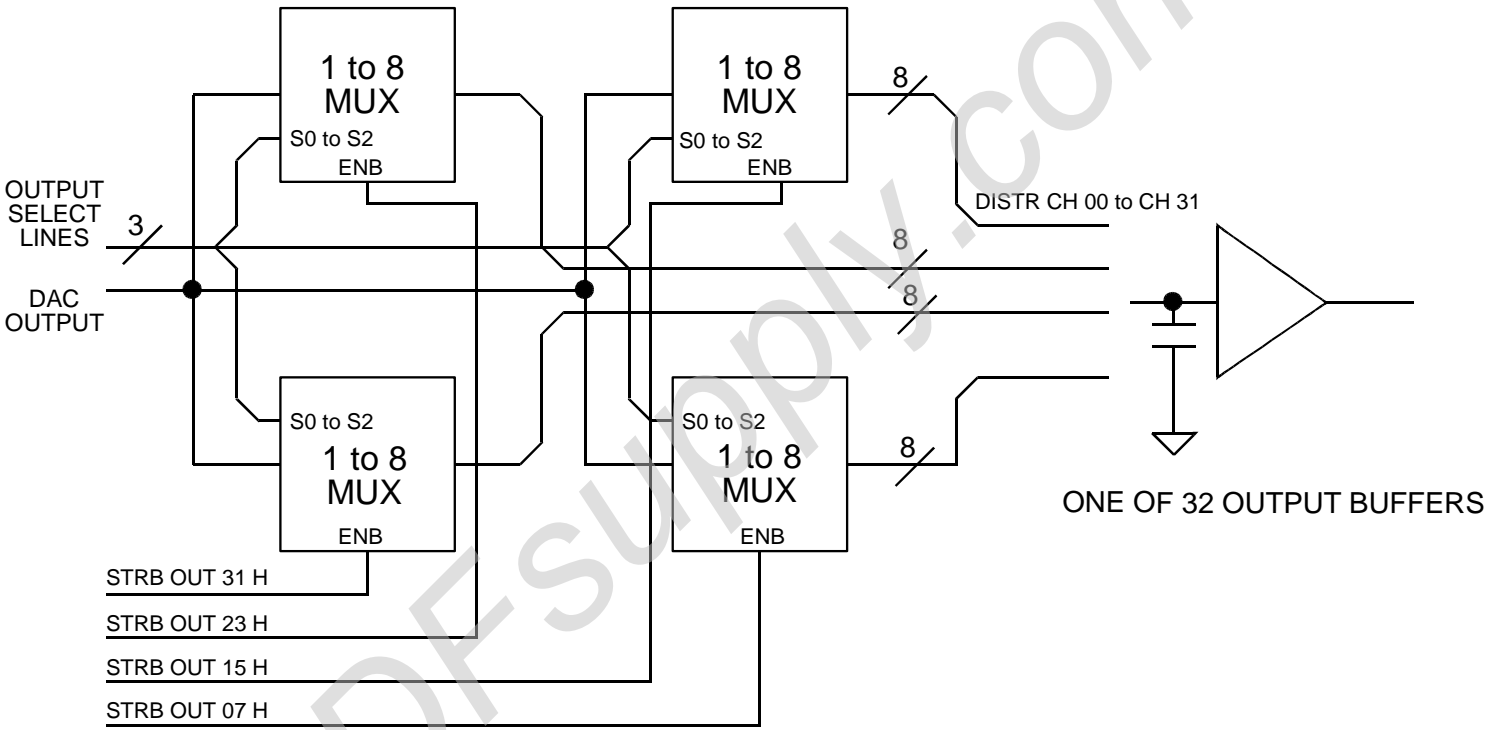 1 to 8
MUX
S0 to S2
ENB
1 to 8
MUX
S0 to S2
ENB
8
OUTPUT
SELECT
LINES
3
DISTR CH 00 to CH 31
8
DAC
OUTPUT
8
S0 to S2
1 to 8
MUX
ENB
S0 to S2
1 to 8
MUX
ENB
8
ONE OF 32 OUTPUT BUFFERS
STRB OUT 31 H
STRB OUT 23 H
STRB OUT 15 H
STRB OUT 07 H
DFsupply.com